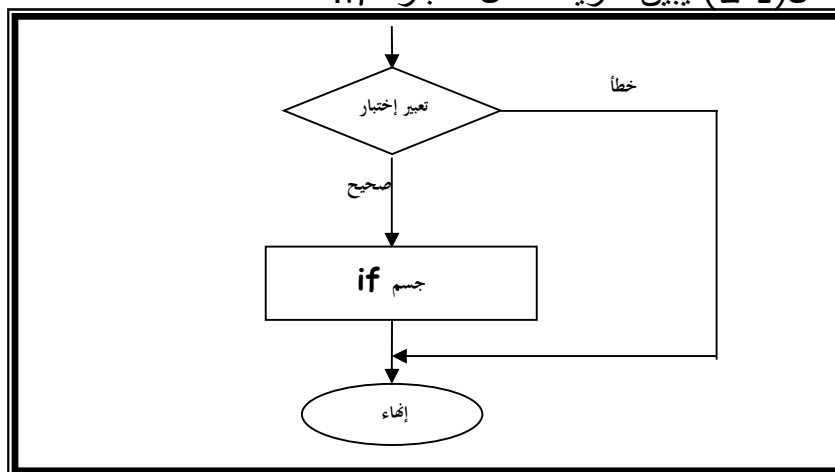 خطأ
تعبير إختبار
صحيح
جسم if
إنهاء